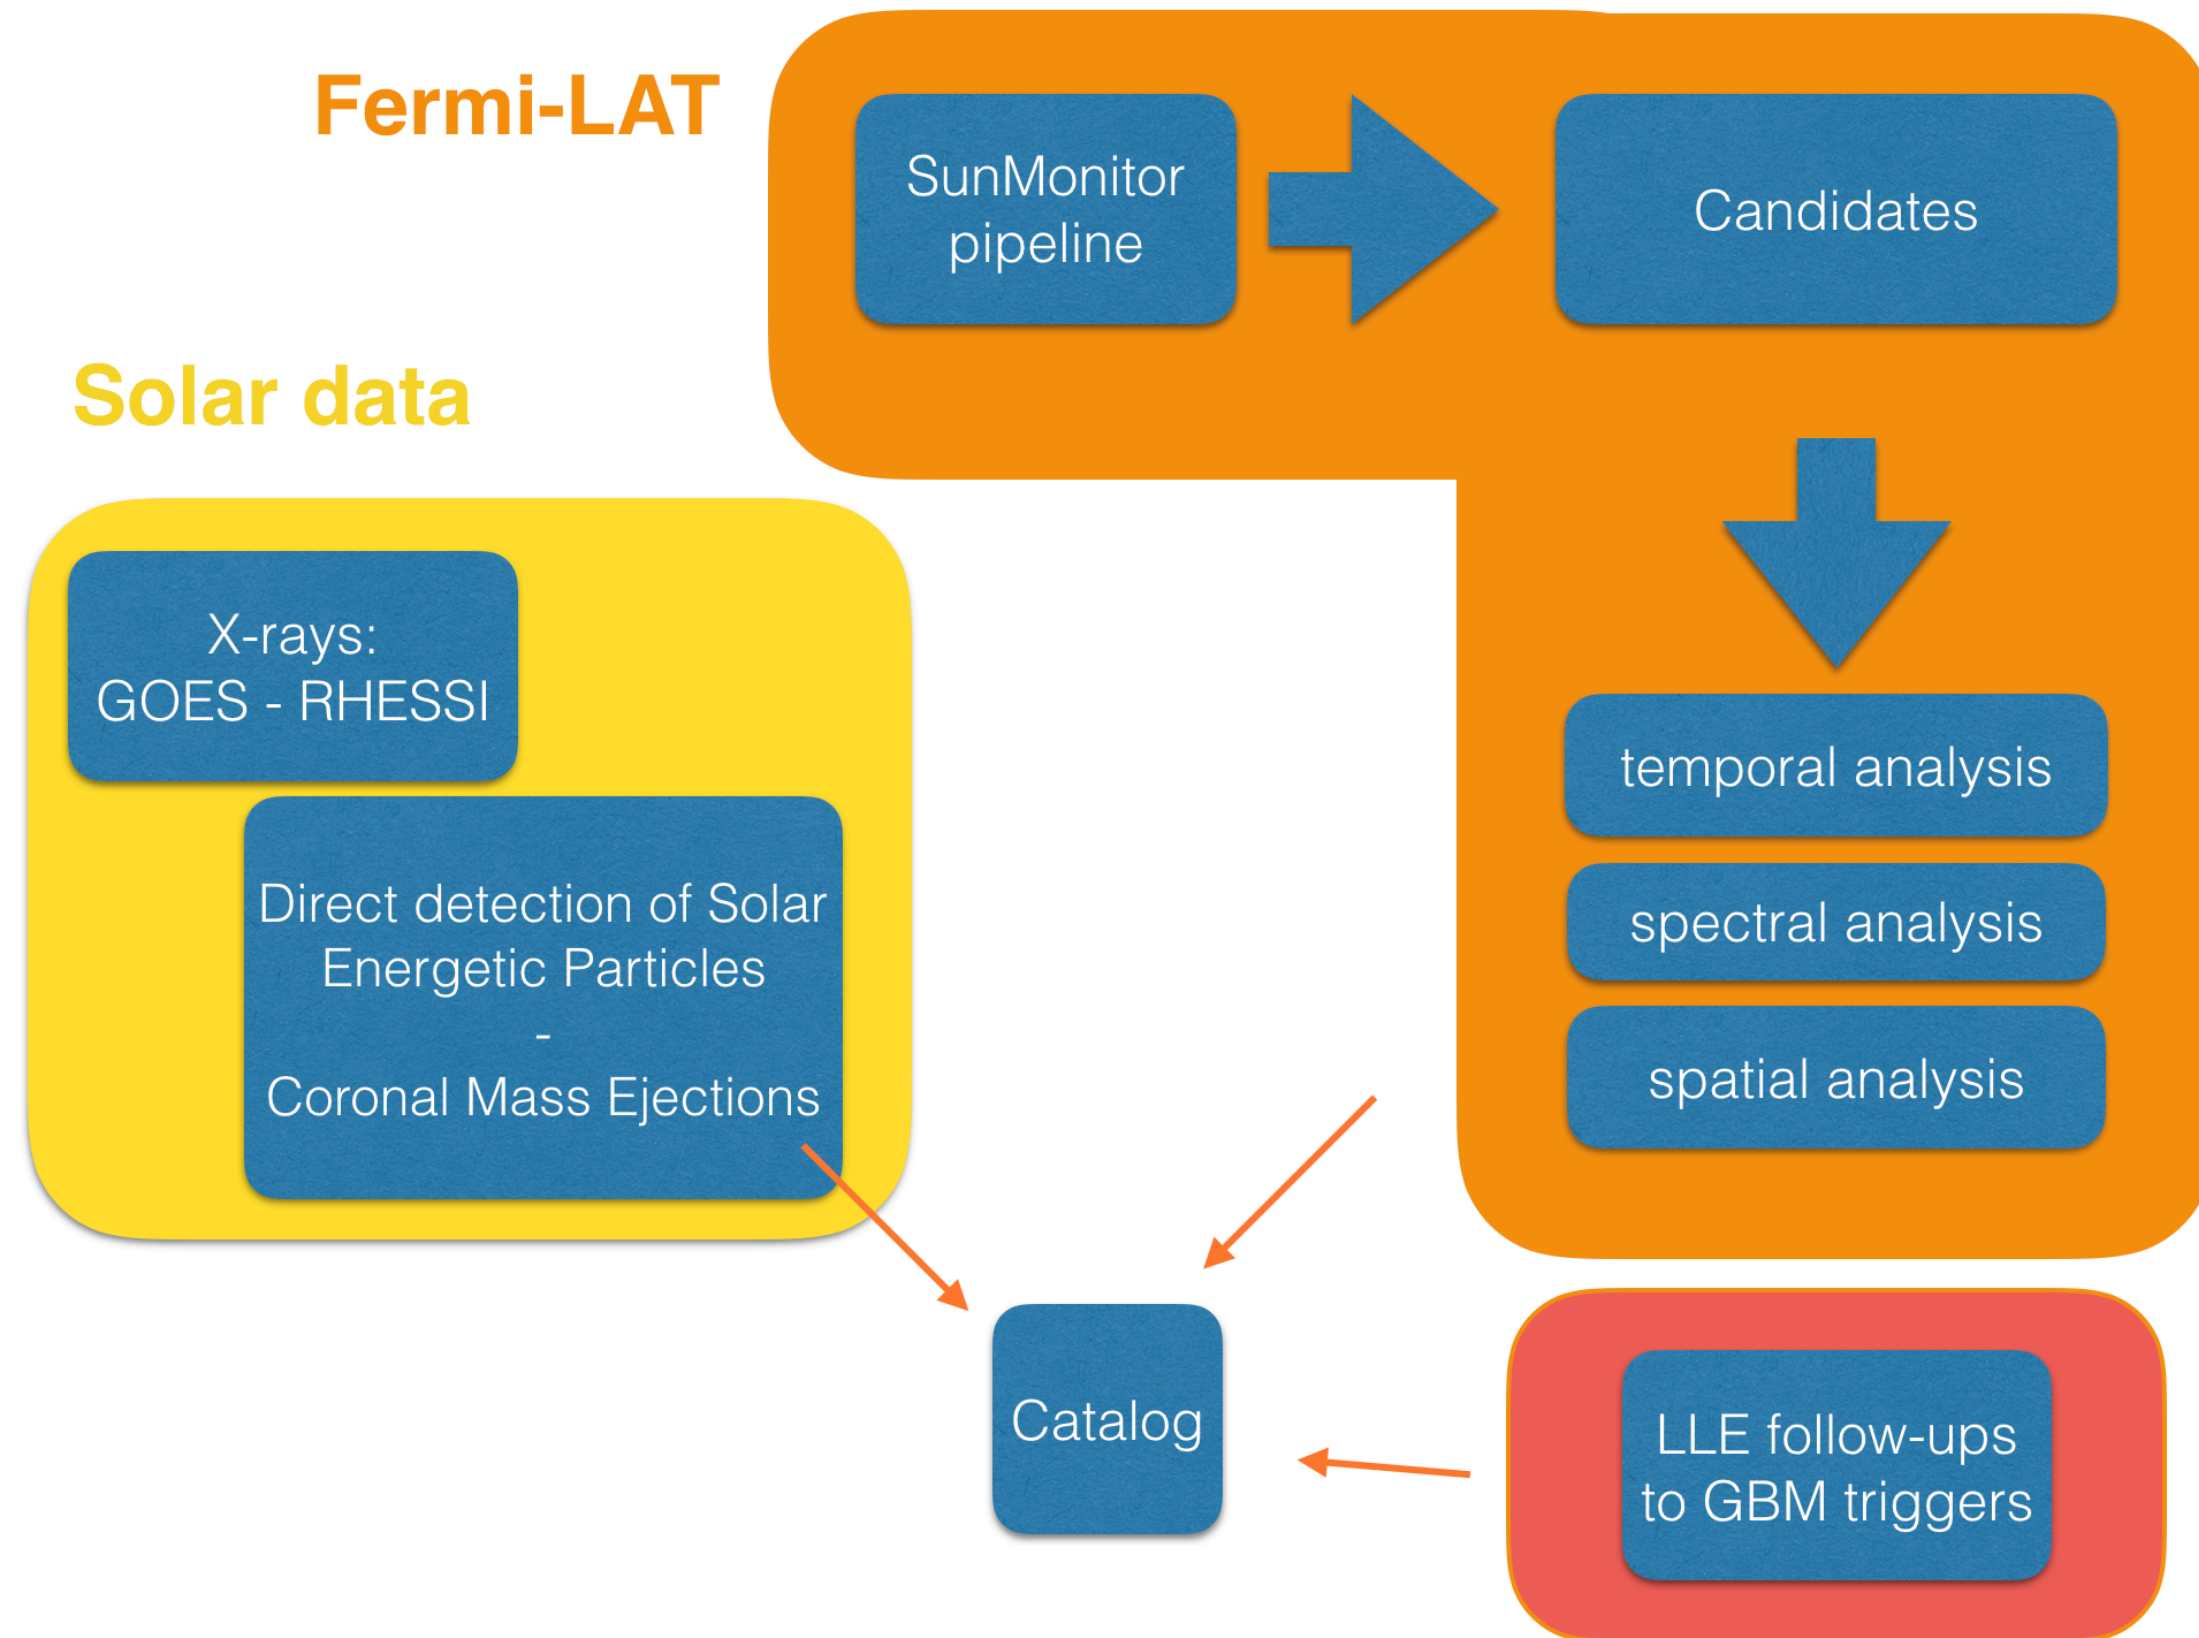 Fermi-LAT
SunMonitor
pipeline
Candidates
Solar data
X-rays:
GOES - RHESSI
Direct detection of Solar
Energetic Particles
-
Coronal Mass Ejections
temporal analysis
spectral analysis
spatial analysis
Catalog
LLE follow-ups
to GBM triggers